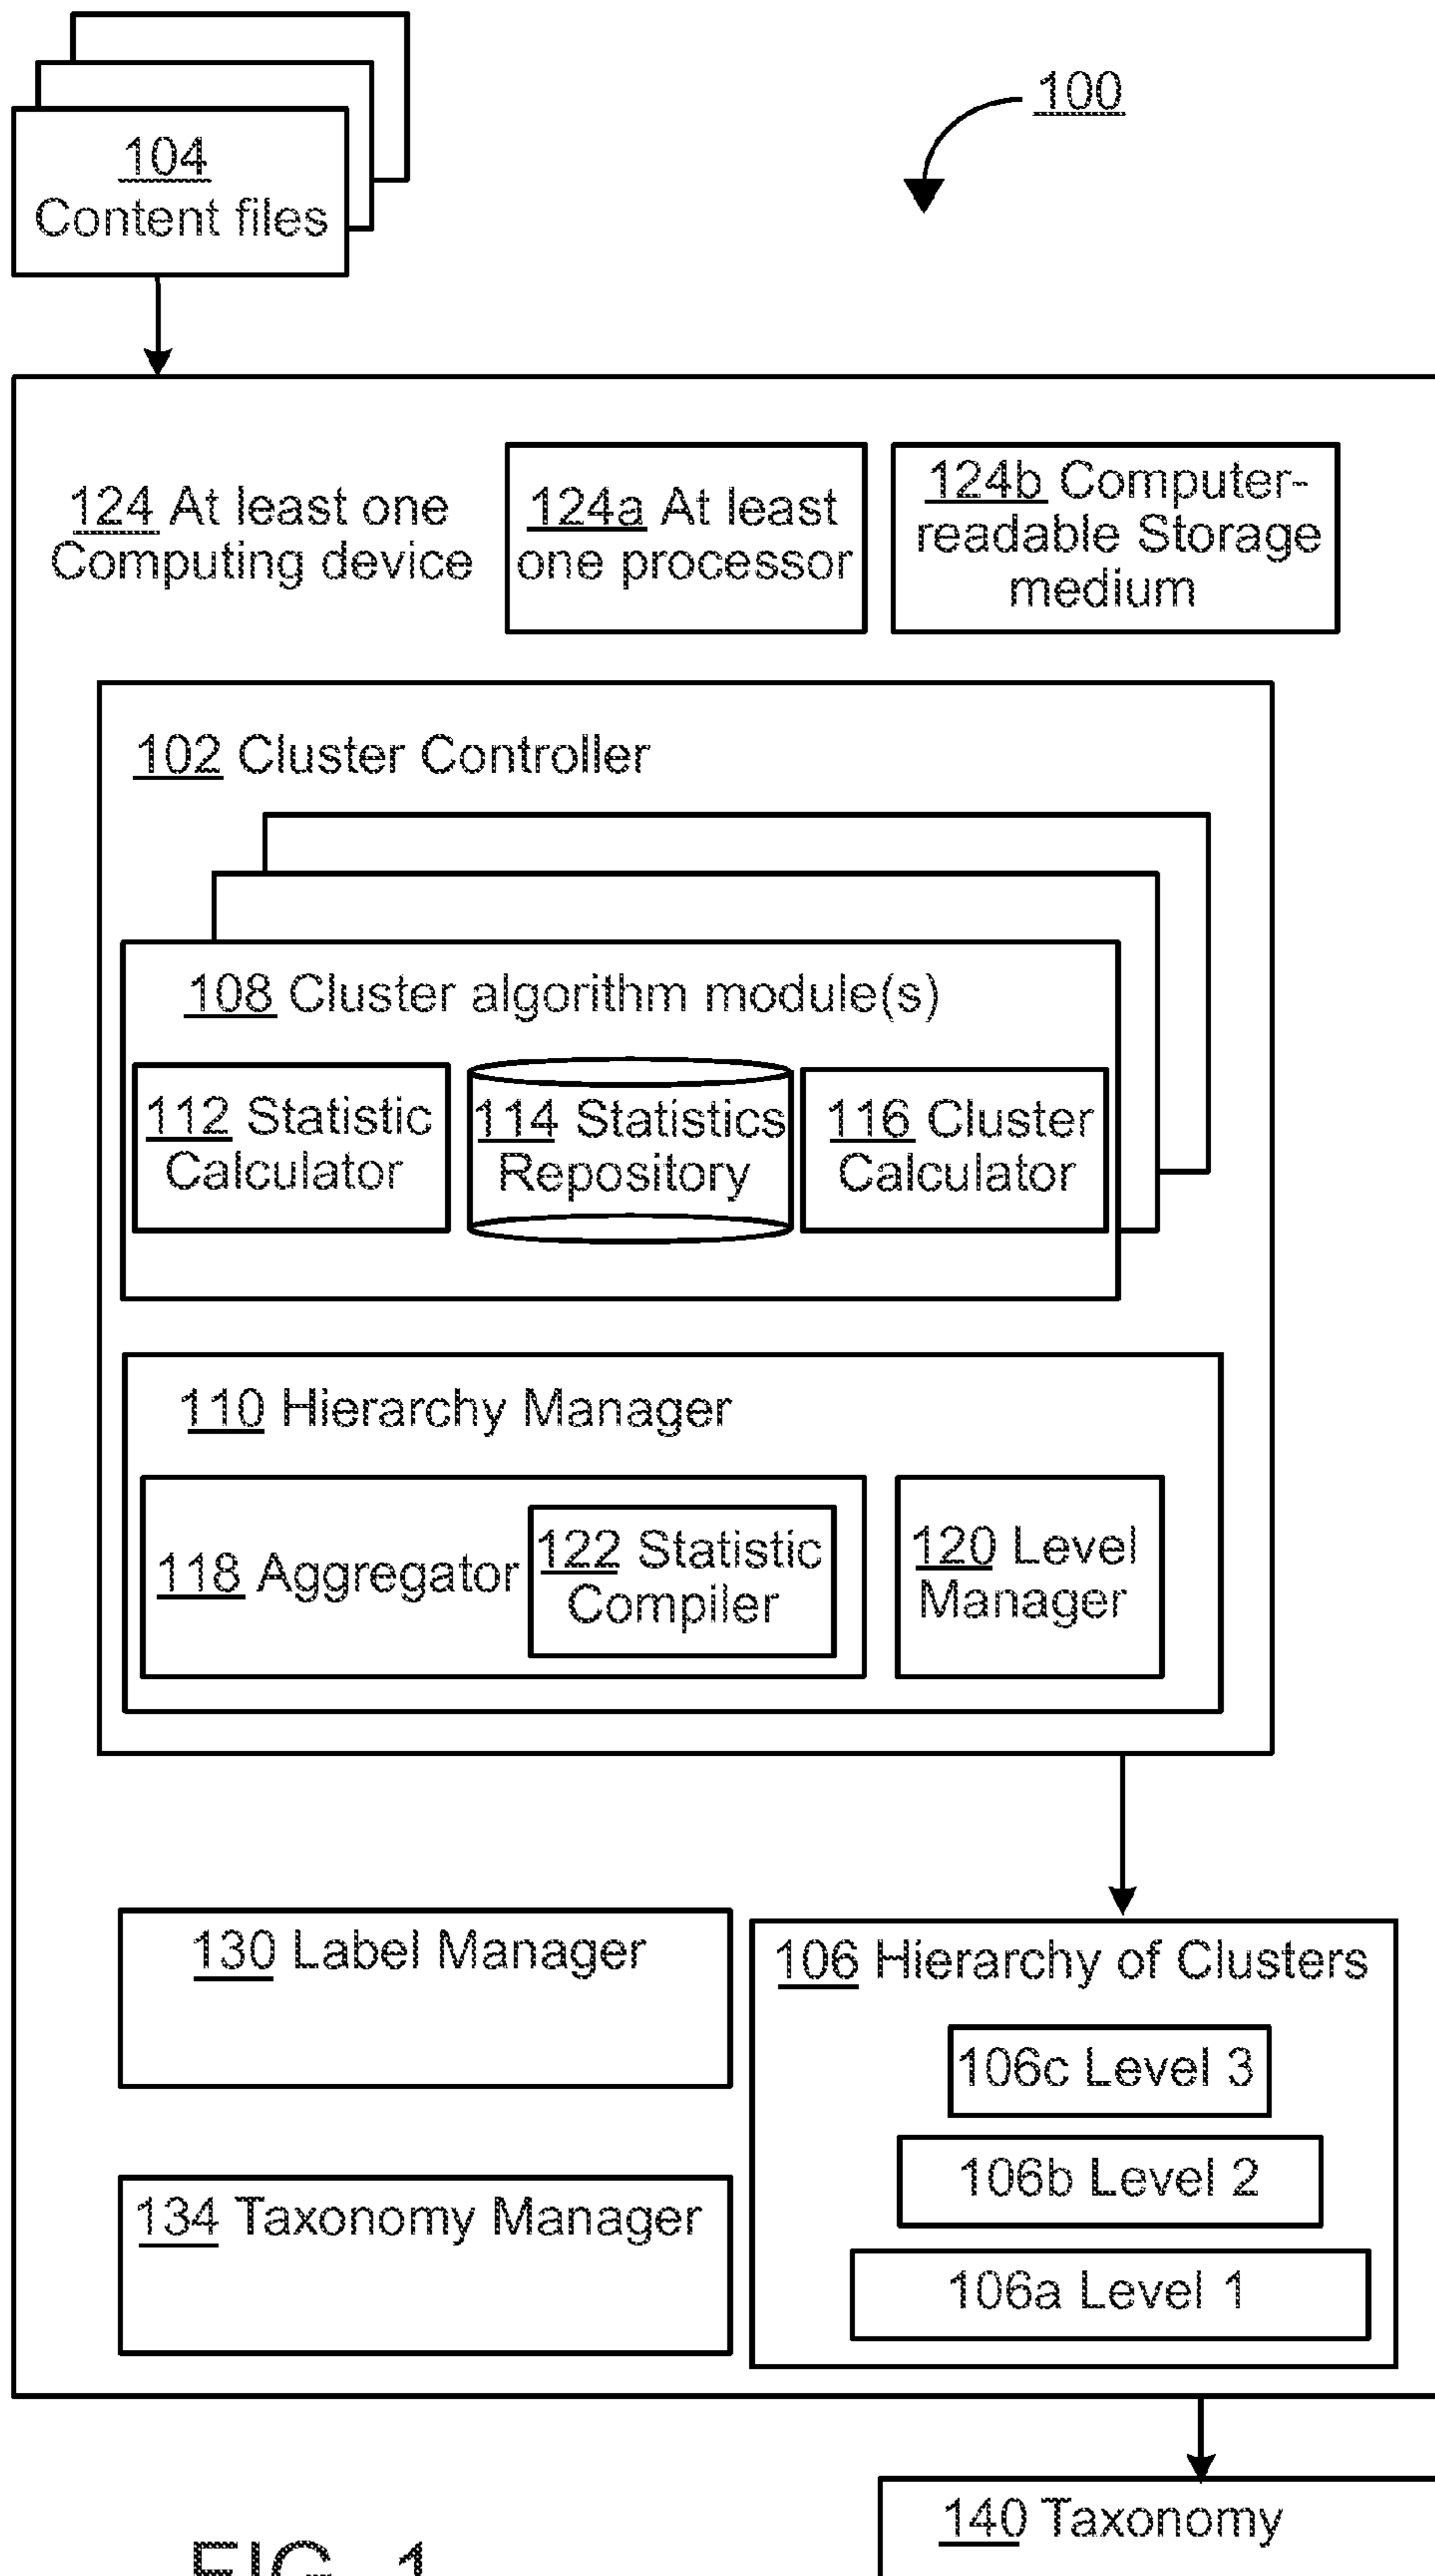 100
104
Content files
124 At least one
Computing device
124a At least
one processor
124b Computer-
readable Storage
medium
102 Cluster Controller
108 Cluster algorithm module(s)
112 Statistic
Calculator
114 Statistics
Repository
116 Cluster
Calculator
110 Hierarchy Manager
118 Aggregator
122 Statistic
Compiler
120 Level
Manager
130 Label Manager
106 Hierarchy of Clusters
106c Level 3
106b Level 2
106a Level 1
134 Taxonomy Manager
140 Taxonomy
FIG. 1